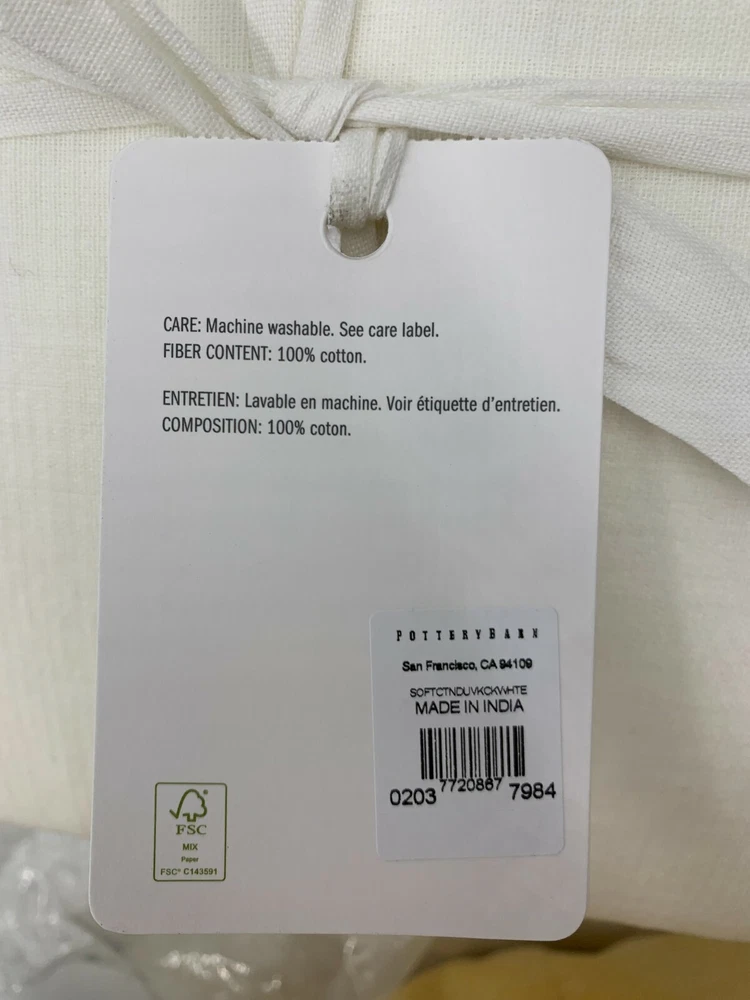 CARE: Machine washable. See care label.
FIBER CONTENT: 100% cotton.
ENTRETIEN: Lavable en machine. Voir étiquette d'entretien.
COMPOSITION: 100% coton.
POTTERYBARN
San Francisco, CA 94109
SOFTCTNDUVKCKWHTE
MADE IN INDIA
0203 7720867 7984
FSC
MIX
Paper
FSC® C143591